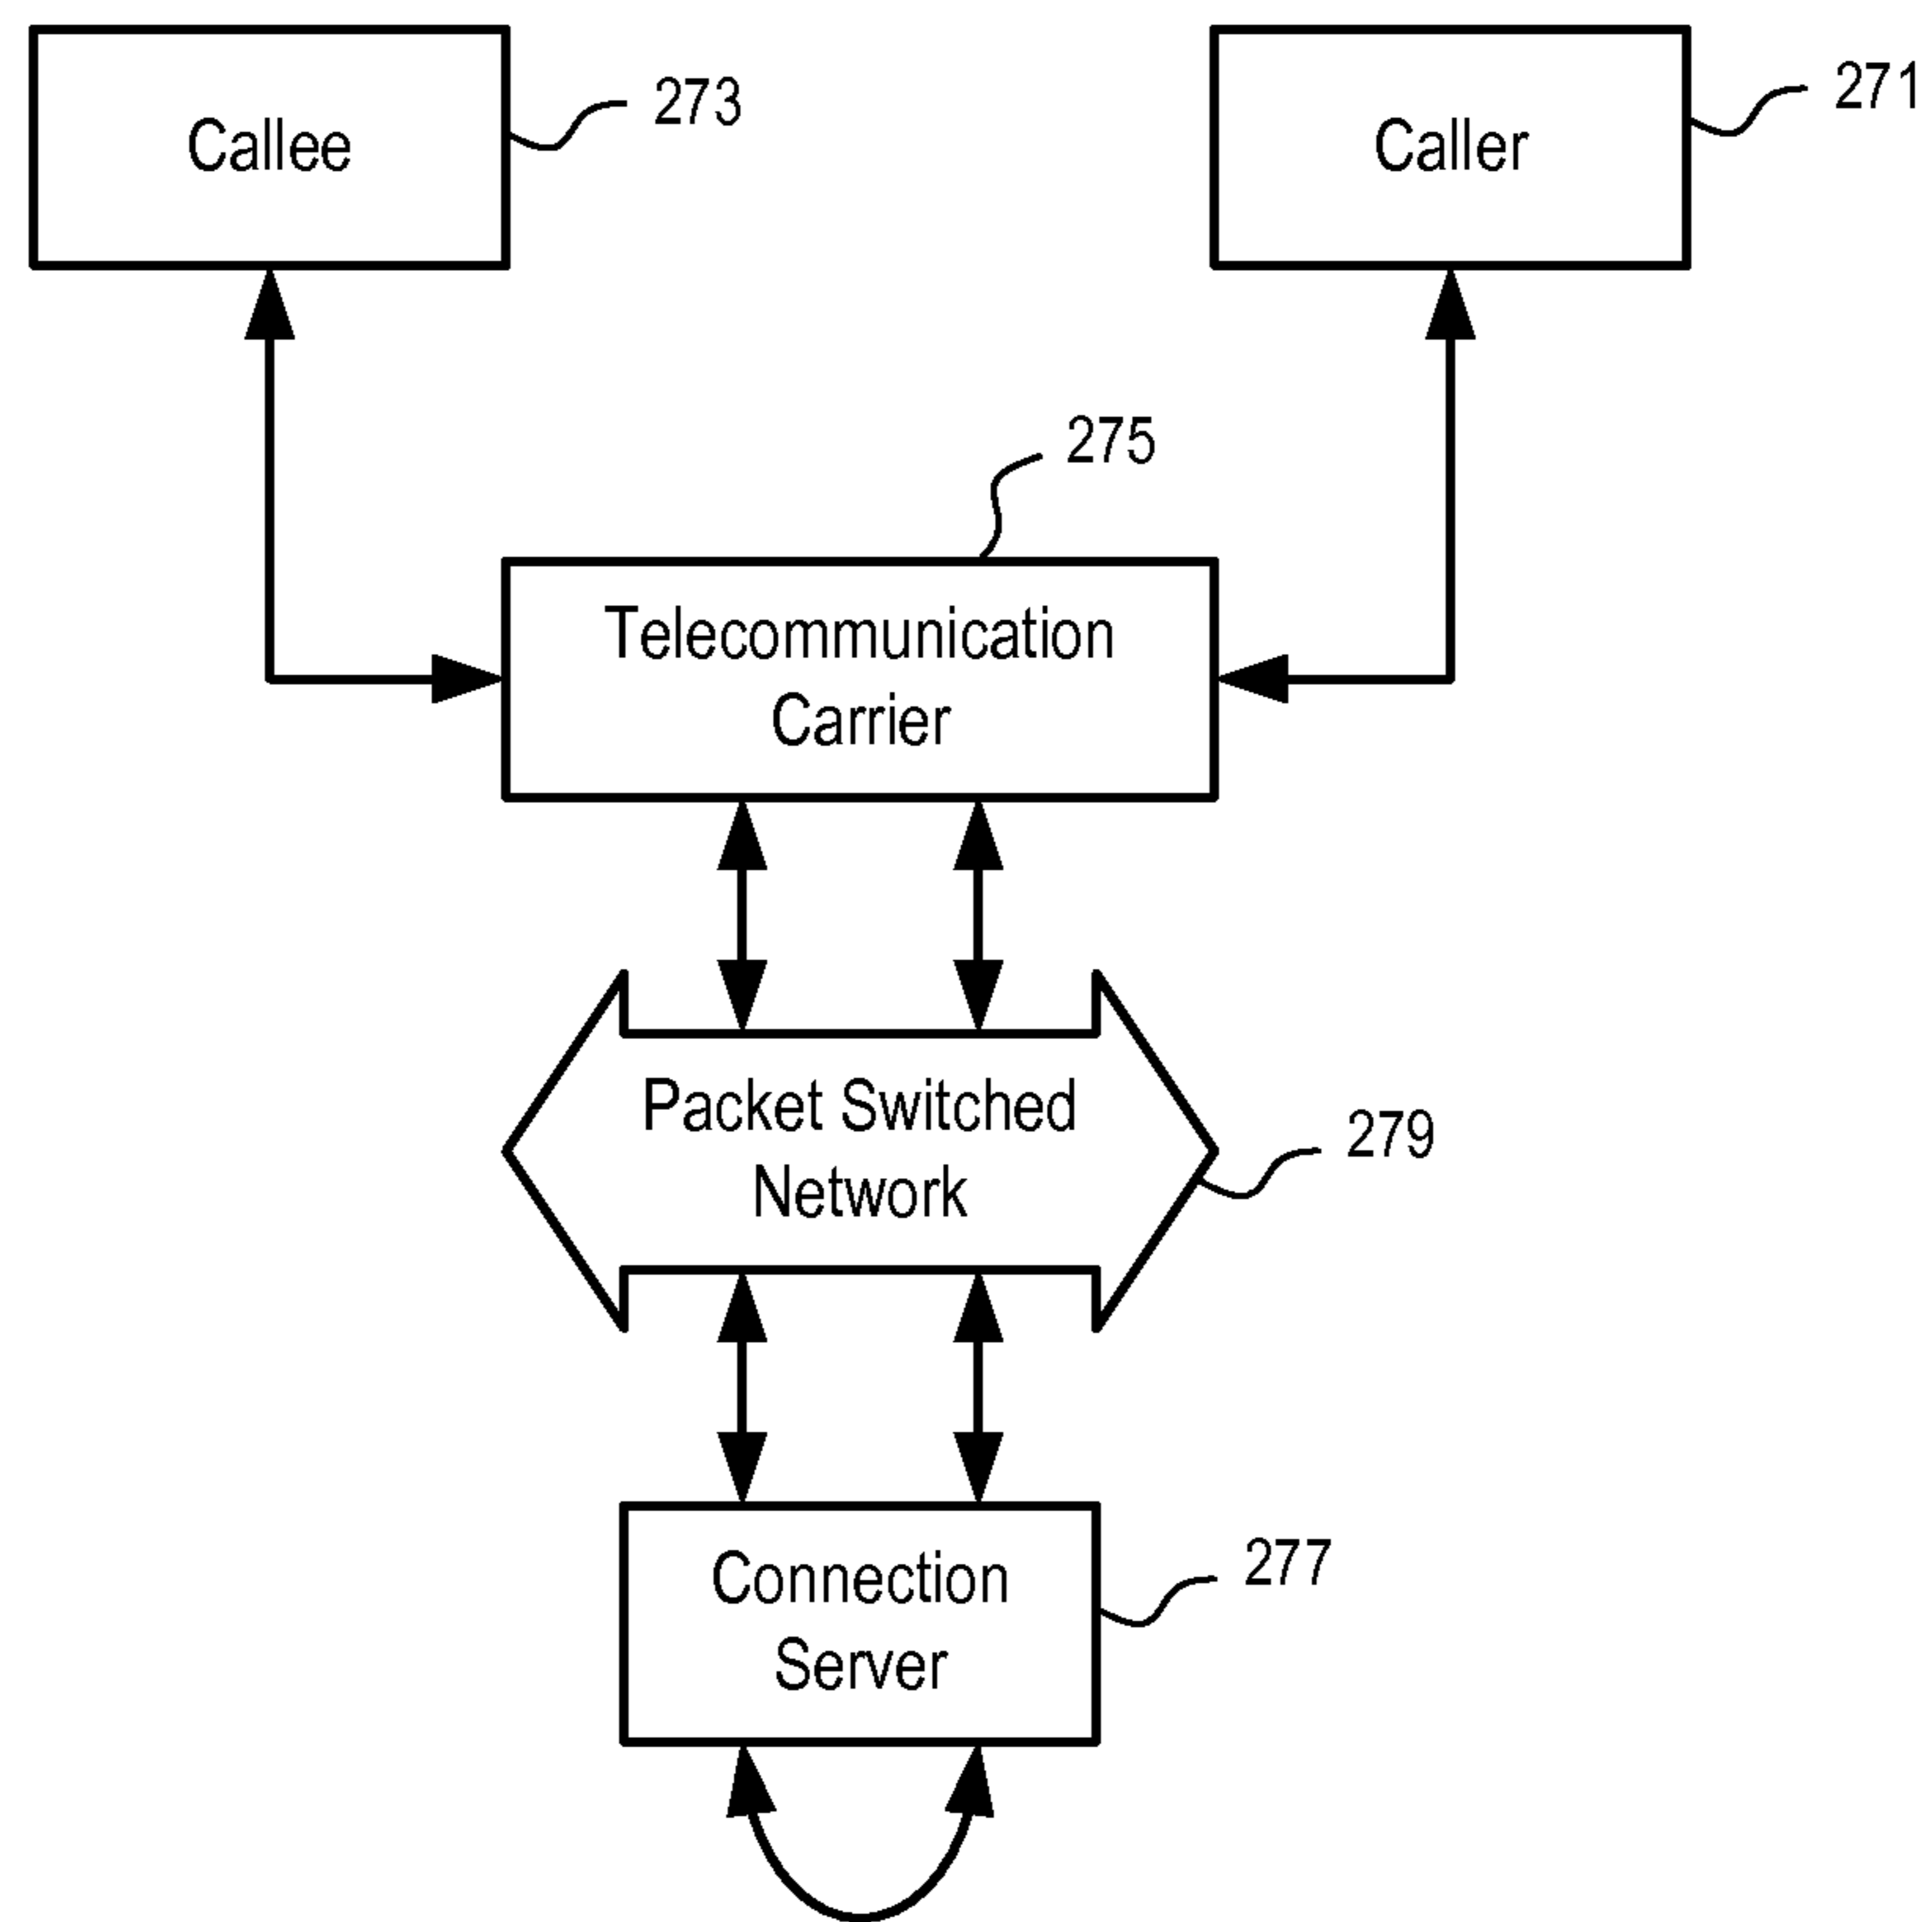 Callee
273
Caller
271
275
Telecommunication
Carrier
Packet Switched
Network
279
Connection
Server
277